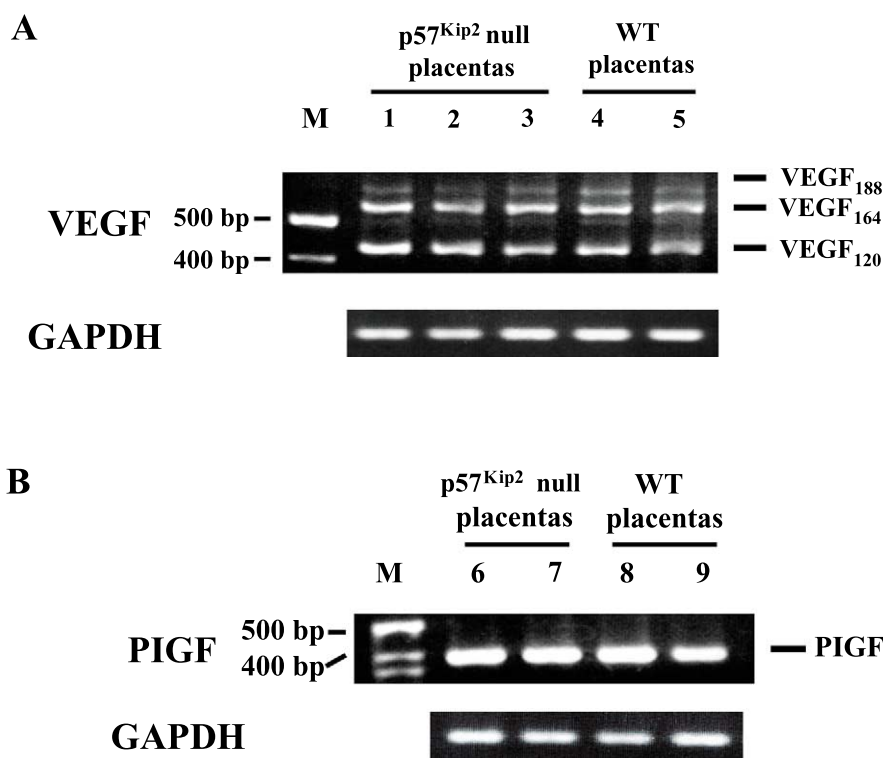 A
p57Kip2 null
placentas
WT
placentas
M 1 2 3 4 5
VEGF
500 bp
400 bp
VEGF188
VEGF164
VEGF120
GAPDH
B
p57Kip2 null
placentas
WT
placentas
M 6 7 8 9
PIGF
500 bp
400 bp
PIGF
GAPDH